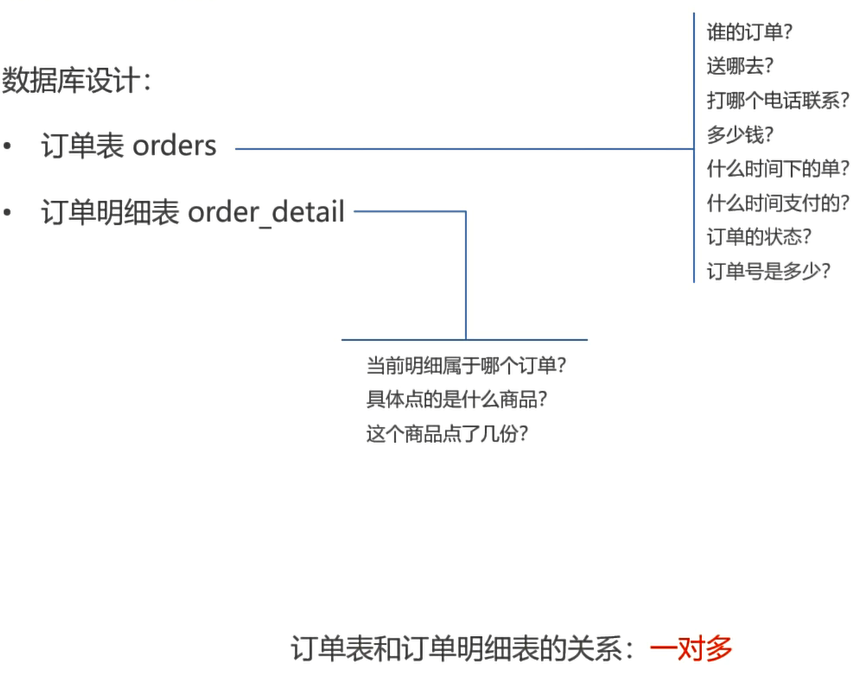 数据库设计：
• 订单表 orders
• 订单明细表 order_detail
谁的订单？
送哪去？
打哪个电话联系？
多少钱？
什么时间下的单？
什么时间支付的？
订单的状态？
订单号是多少？
当前明细属于哪个订单？
具体点的是什么商品？
这个商品点了几份？
订单表和订单明细表的关系：一对多